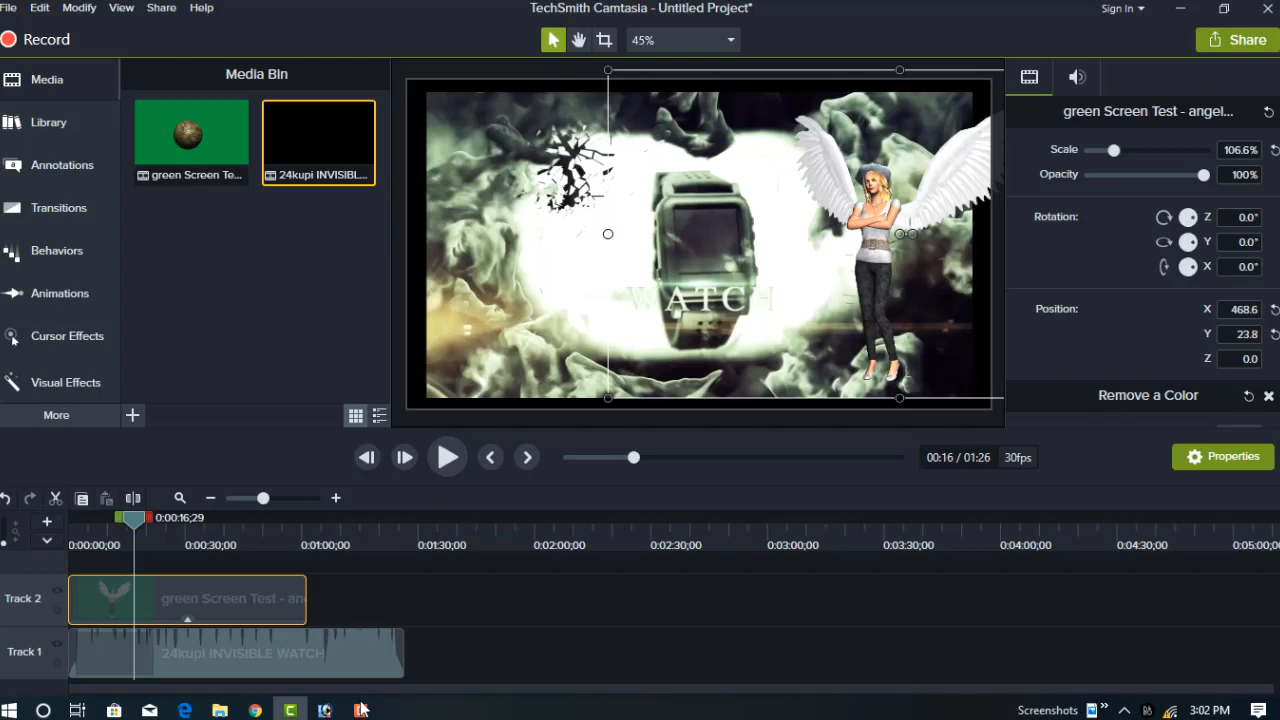 File Edit Modify View Share Help
TechSmith Camtasia - Untitled Project*
Sign In
Record
45%
Share
Media
Library
Annotations
Transitions
Behaviors
Animations
Cursor Effects
Visual Effects
More
Media Bin
green Screen Te...
24kupi INVISIBL...
WATCH
green Screen Test - angel...
Scale 106.6%
Opacity 100%
Rotation: Z 0.0°
Y 0.0°
X 0.0°
Position: X 468.6
Y 23.8
Z 0.0
Remove a Color
00:16 / 01:26 30fps
Properties
0:00:16;29
0:00:00;00 0:00:30;00 0:01:00;00 0:01:30;00 0:02:00;00 0:02:30;00 0:03:00;00 0:03:30;00 0:04:00;00 0:04:30;00 0:05:00;00
Track 2
green Screen Test - an
Track 1
24kupi INVISIBLE WATCH
Screenshots
3:02 PM